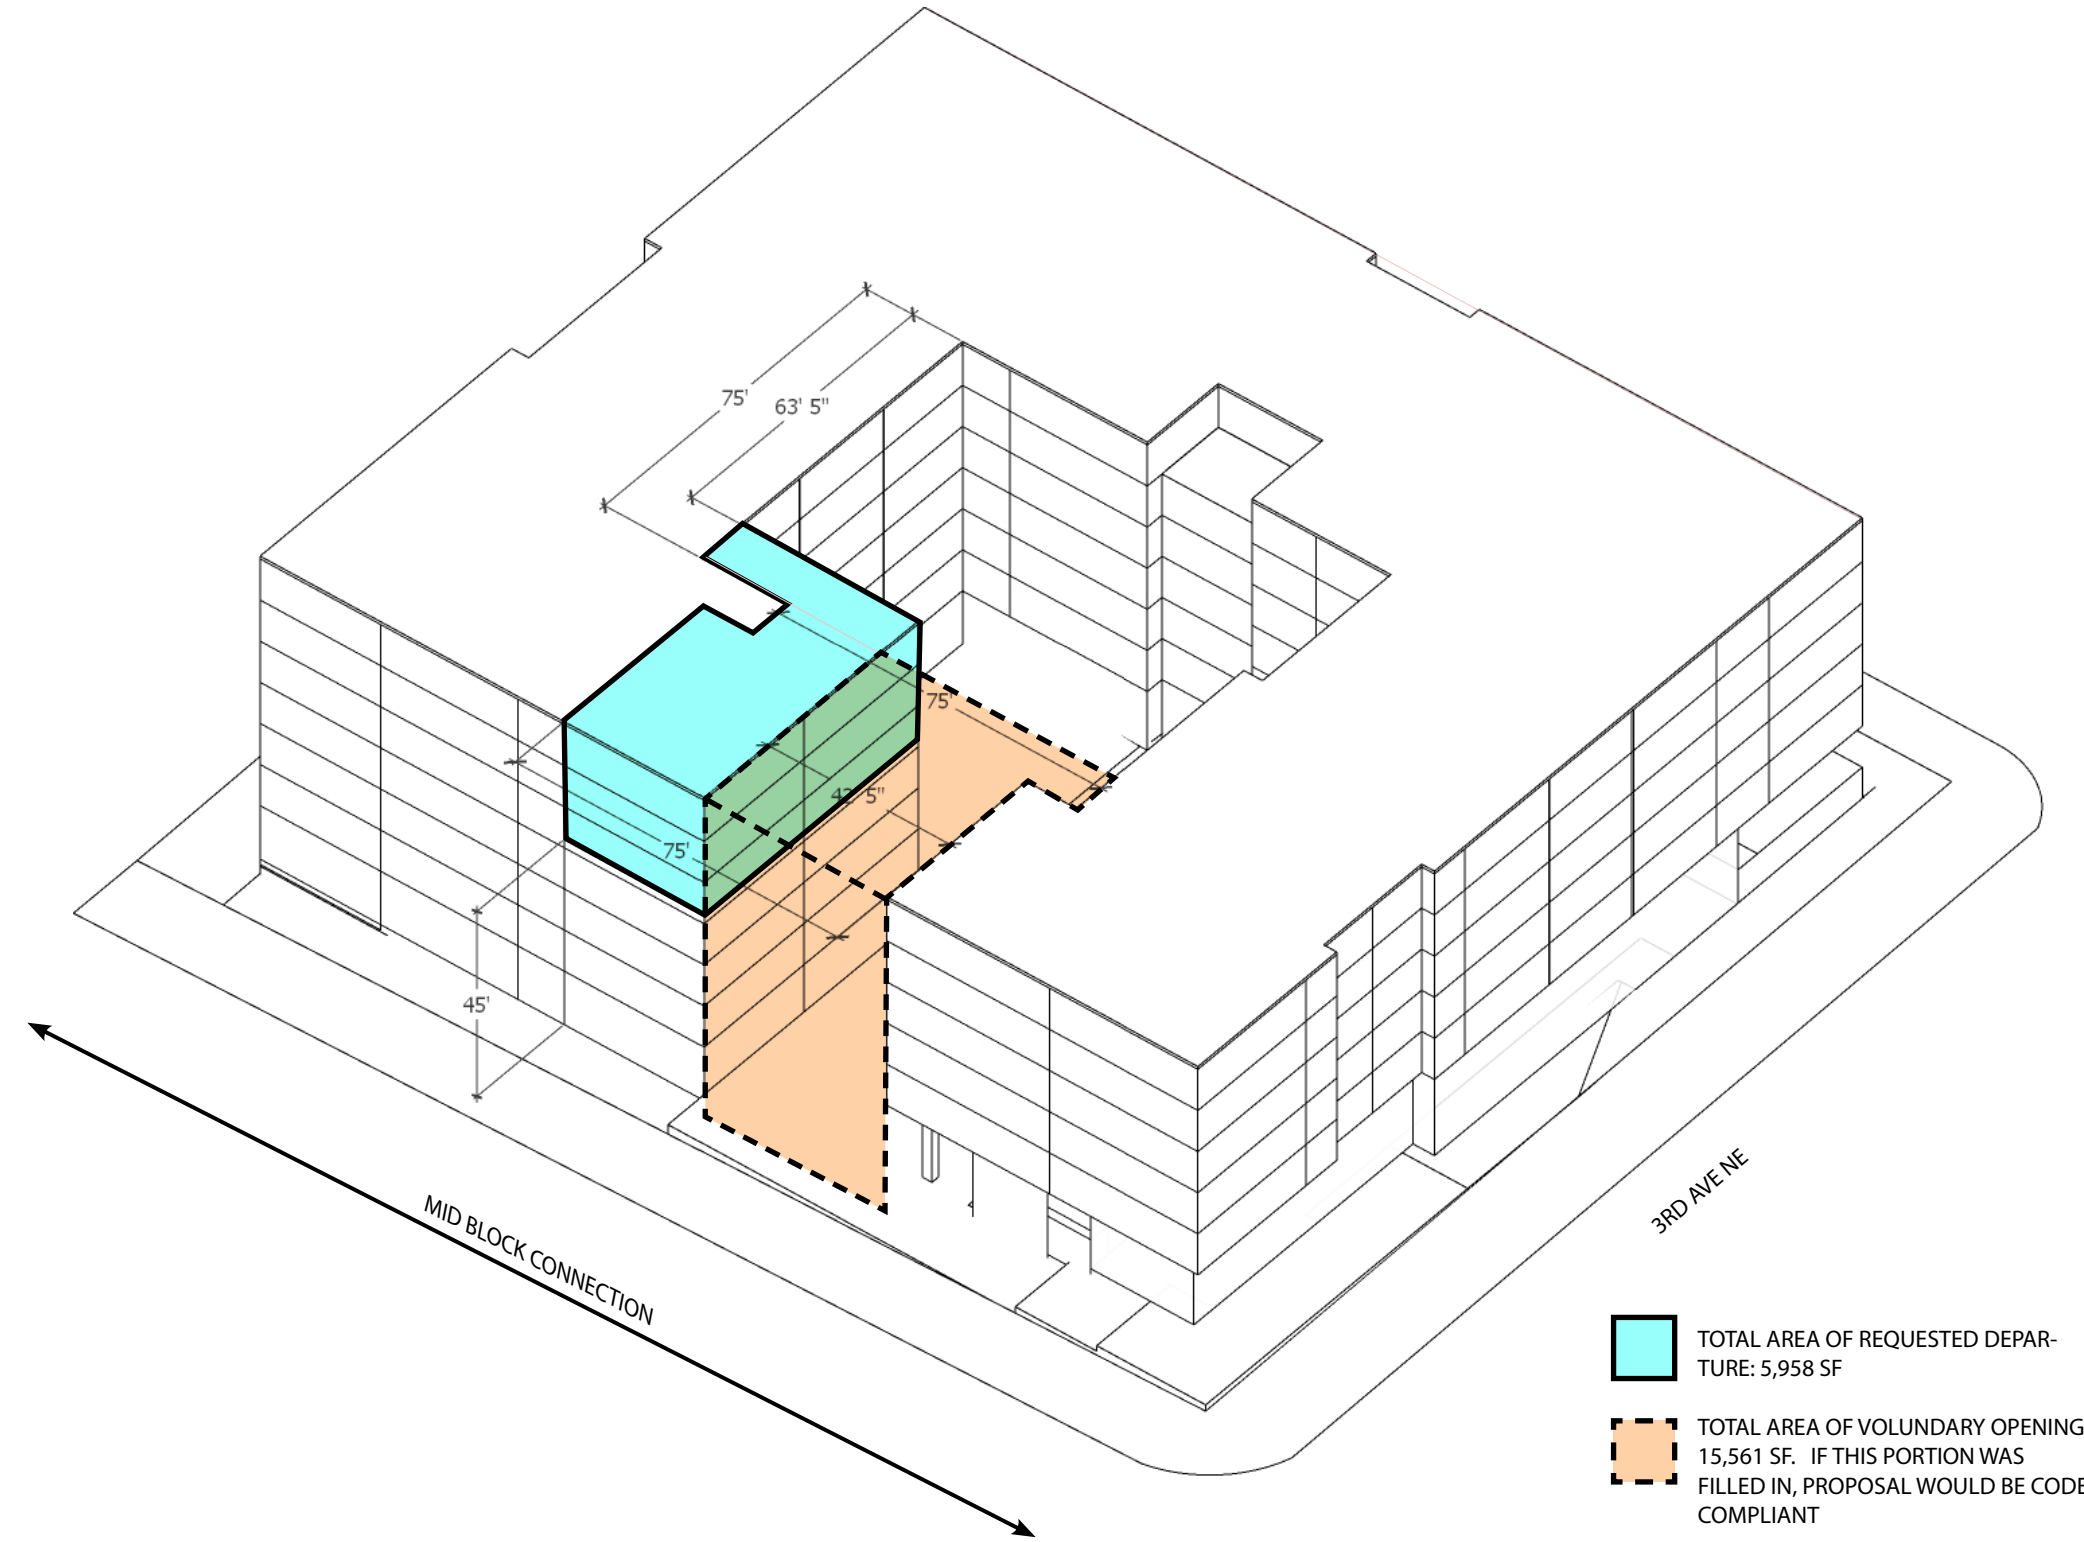 75'
63' 5"
75'
75'
45'
MID BLOCK CONNECTION
3RD AVE NE
TOTAL AREA OF REQUESTED DEPAR-
TURE: 5,958 SF
TOTAL AREA OF VOLUNDARY OPENING
15,561 SF. IF THIS PORTION WAS
FILLED IN, PROPOSAL WOULD BE CODE
COMPLIANT